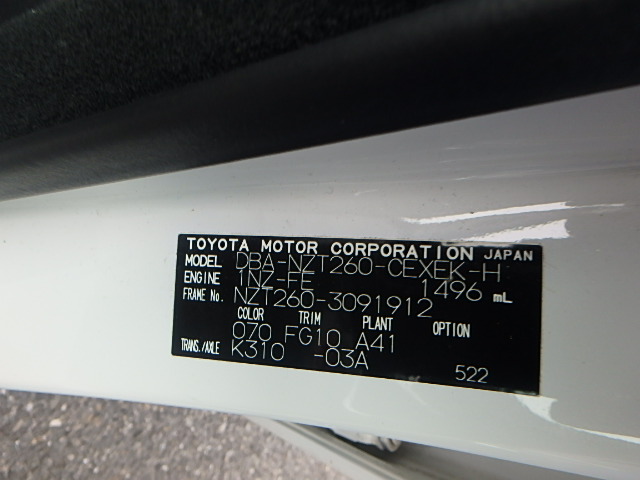 TOYOTA MOTOR CORPORATION JAPAN
MODEL DBA-NZT260-CEXEK-H
ENGINE 1NZ-FE 1496 mL
FRAME No. NZT260-3091912
COLOR TRIM PLANT OPTION
070 FG10 A41
TRANS./AXLE K310 -03A
522